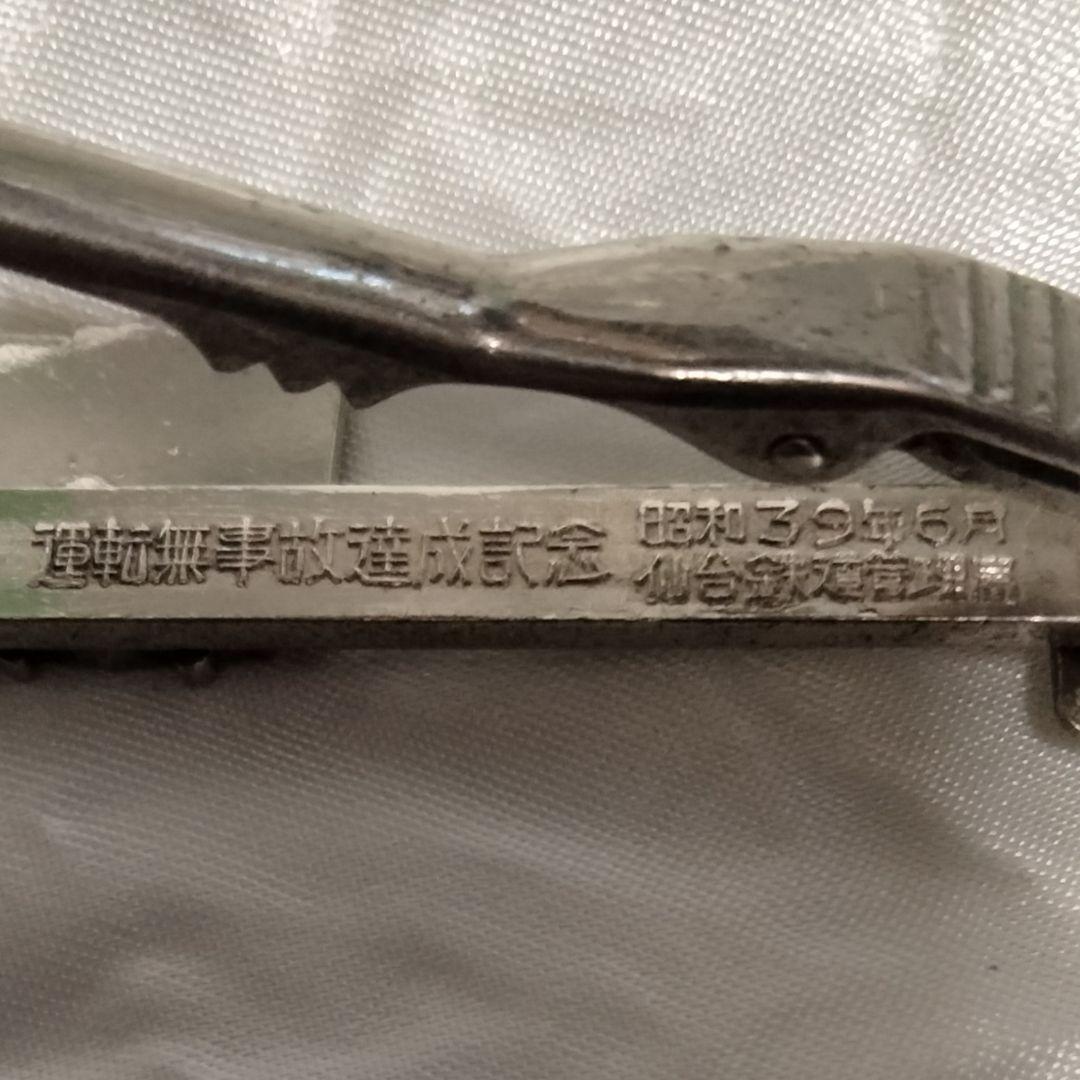 運転無事故達成記念
昭和39年6月
仙台鉄道管理局